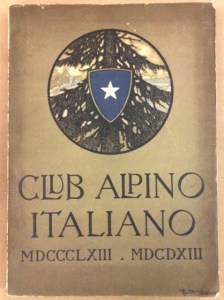 CLUB ALPINO
ITALIANO
MDCCCLXIII . MDCDXIII